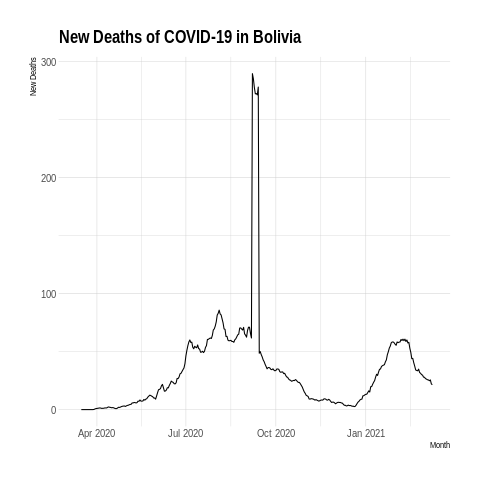 New Deaths of COVID-19 in Bolivia
New Deaths
300
200
100
0
Apr 2020 Jul 2020 Oct 2020 Jan 2021
Month